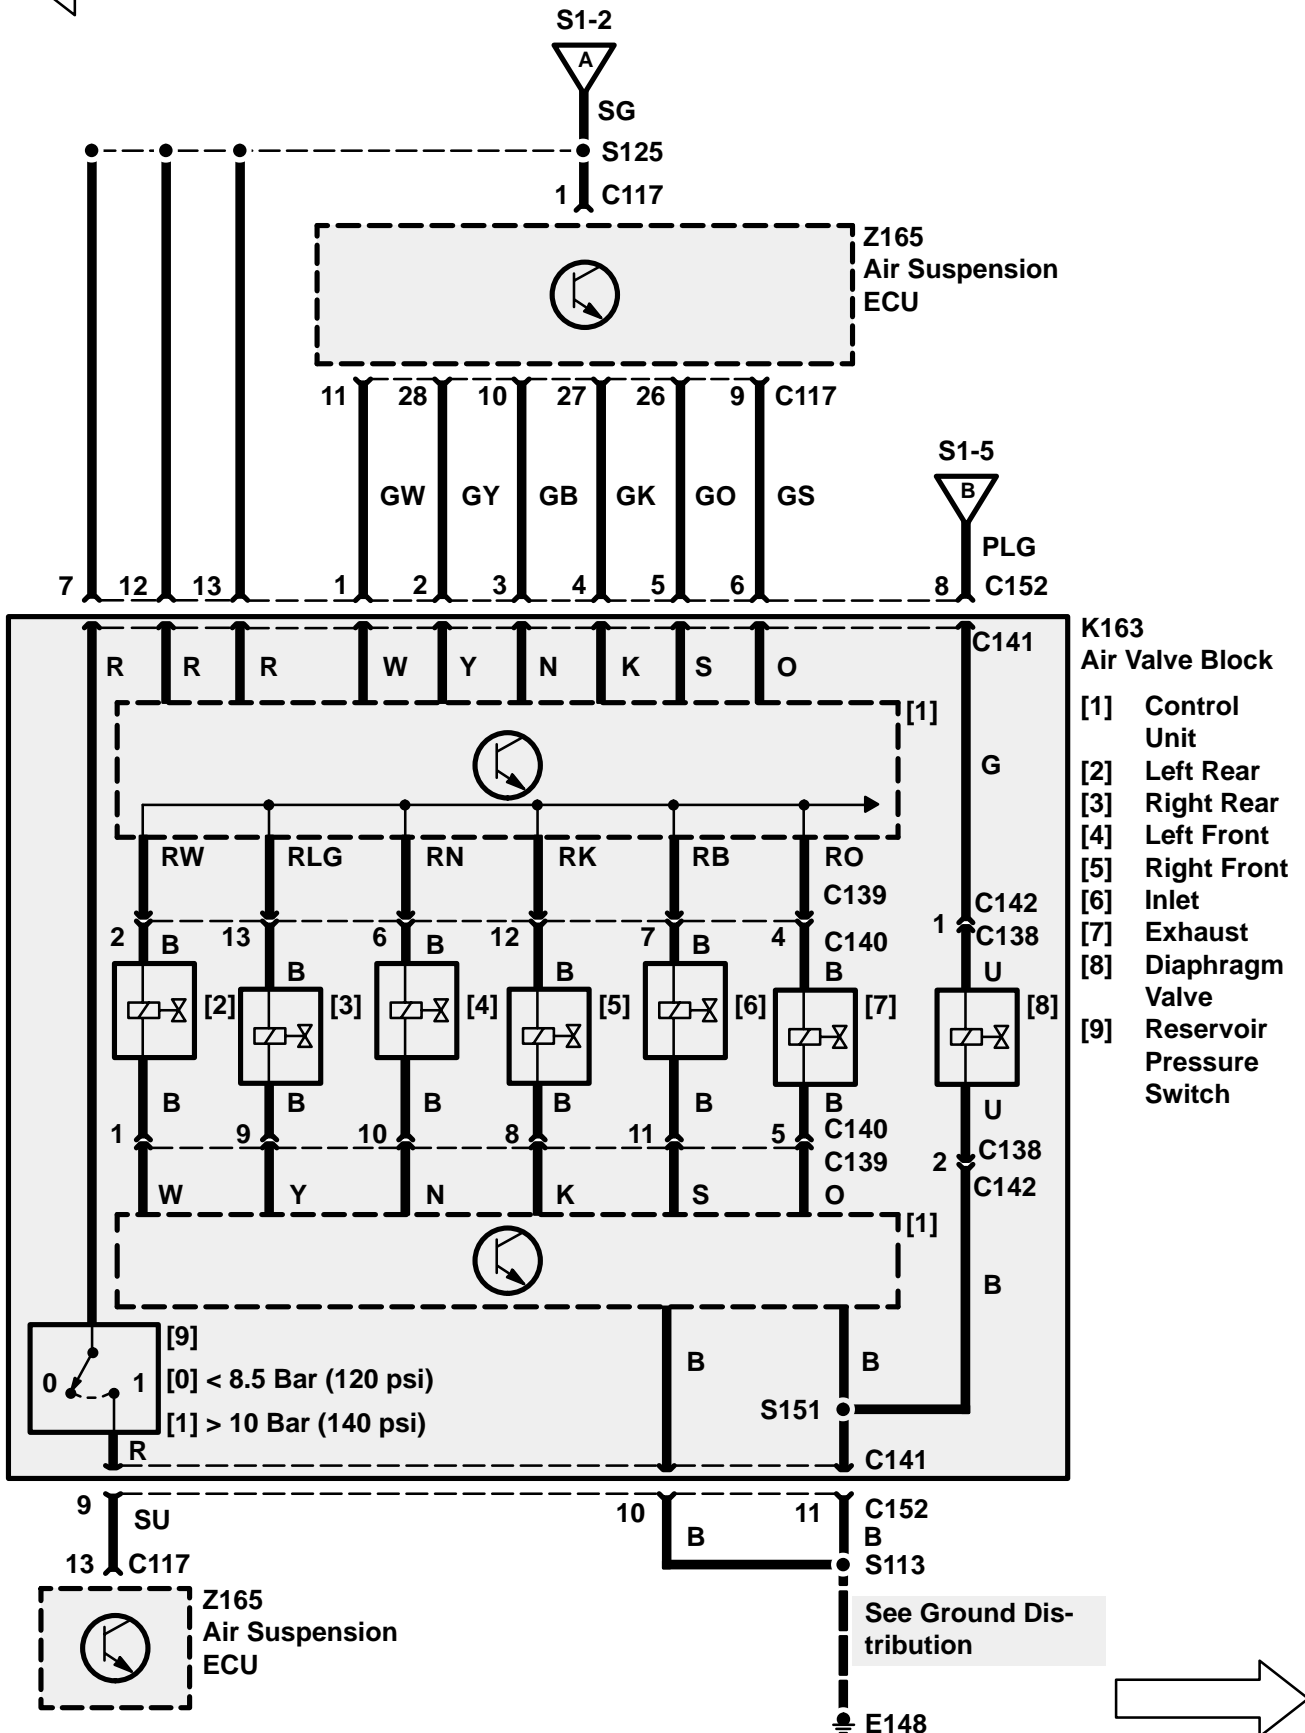 S1-2
A
SG
S125
1 C117
Z165
Air Suspension
ECU
11 28 10 27 26 9 C117
S1-5
B
GW GY GB GK GO GS
PLG
7 12 13 1 2 3 4 5 6 8 C152
K163
Air Valve Block
C141
R R R W Y N K S O
[1] Control
Unit
[2] Left Rear
[3] Right Rear
[4] Left Front
[5] Right Front
[6] Inlet
[7] Exhaust
[8] Diaphragm
Valve
[9] Reservoir
Pressure
Switch
[1]
G
RW RLG RN RK RB RO
C139
C142
1
C138
2 B 13 6 B 12 7 B 4 C140
B B B U
[2] [3] [4] [5] [6] [7] [8]
B B B B B B U
1 9 10 8 11 5 C140
C139
C138
2
C142
W Y N K S O
[1]
B
[9]
0 1 [0] < 8.5 Bar (120 psi)
[1] > 10 Bar (140 psi)
B B
S151
R
C141
9 SU
10 11 C152
B B
13 C117
S113
Z165
Air Suspension
ECU
See Ground Dis-
tribution
E148